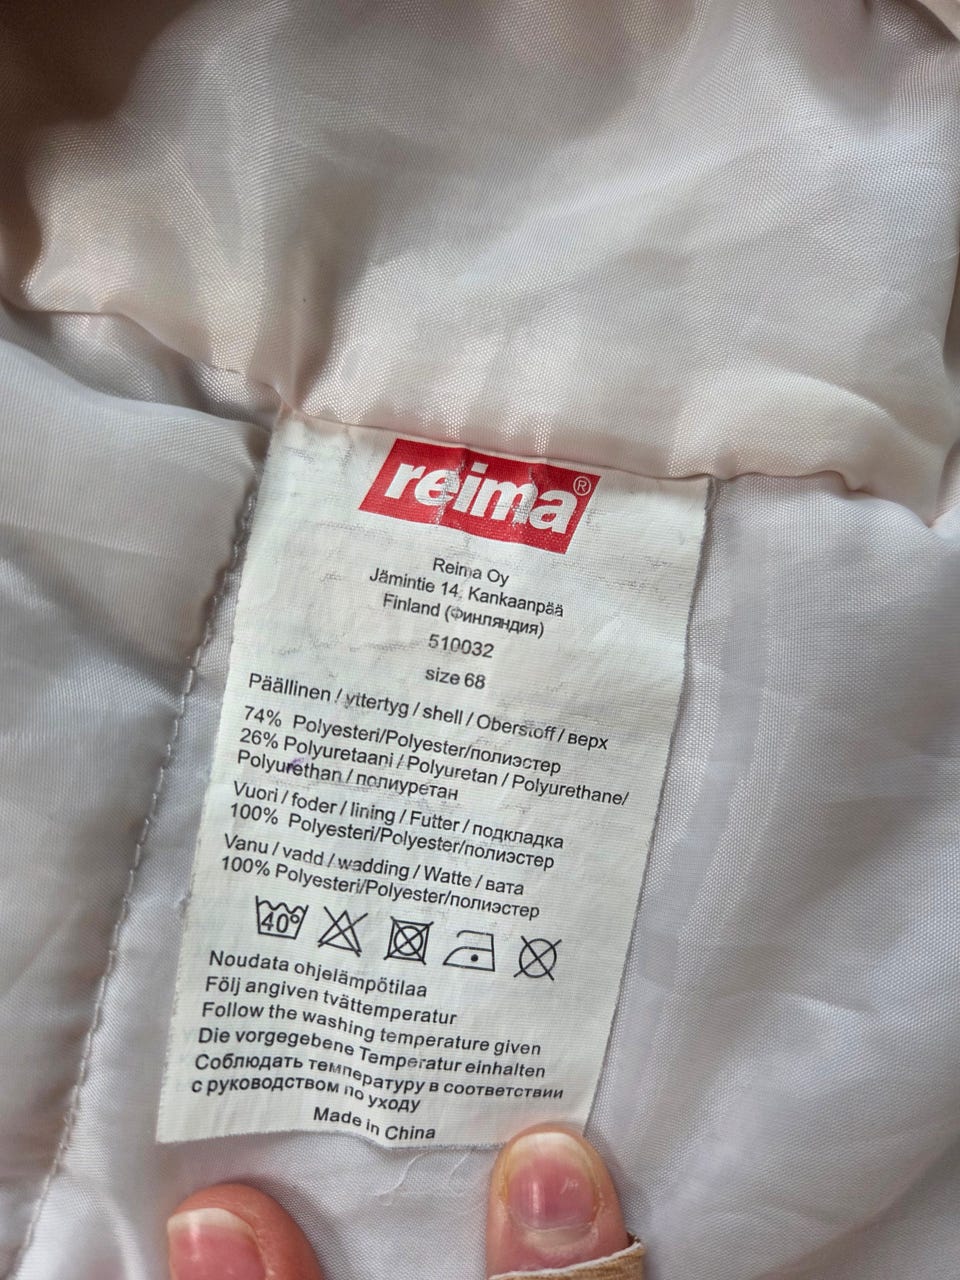 reima®
Reima Oy
Jämintie 14, Kankaanpää
Finland (Финляндия)
510032
size 68
Päällinen / yttertyg / shell / Oberstoff / верх
74% Polyesteri/Polyester/полиэстер
26% Polyuretaani / Polyuretan / Polyurethane/
Polyurethan / полиуретан
Vuori / foder / lining / Futter / подкладка
100% Polyesteri/Polyester/полиэстер
Vanu / vadd / wadding / Watte / вата
100% Polyesteri/Polyester/полиэстер
40°
Noudata ohjelämpötilaa
Följ angiven tvättemperatur
Follow the washing temperature given
Die vorgegebene Temperatur einhalten
Соблюдать температуру в соответствии
с руководством по уходу
Made in China